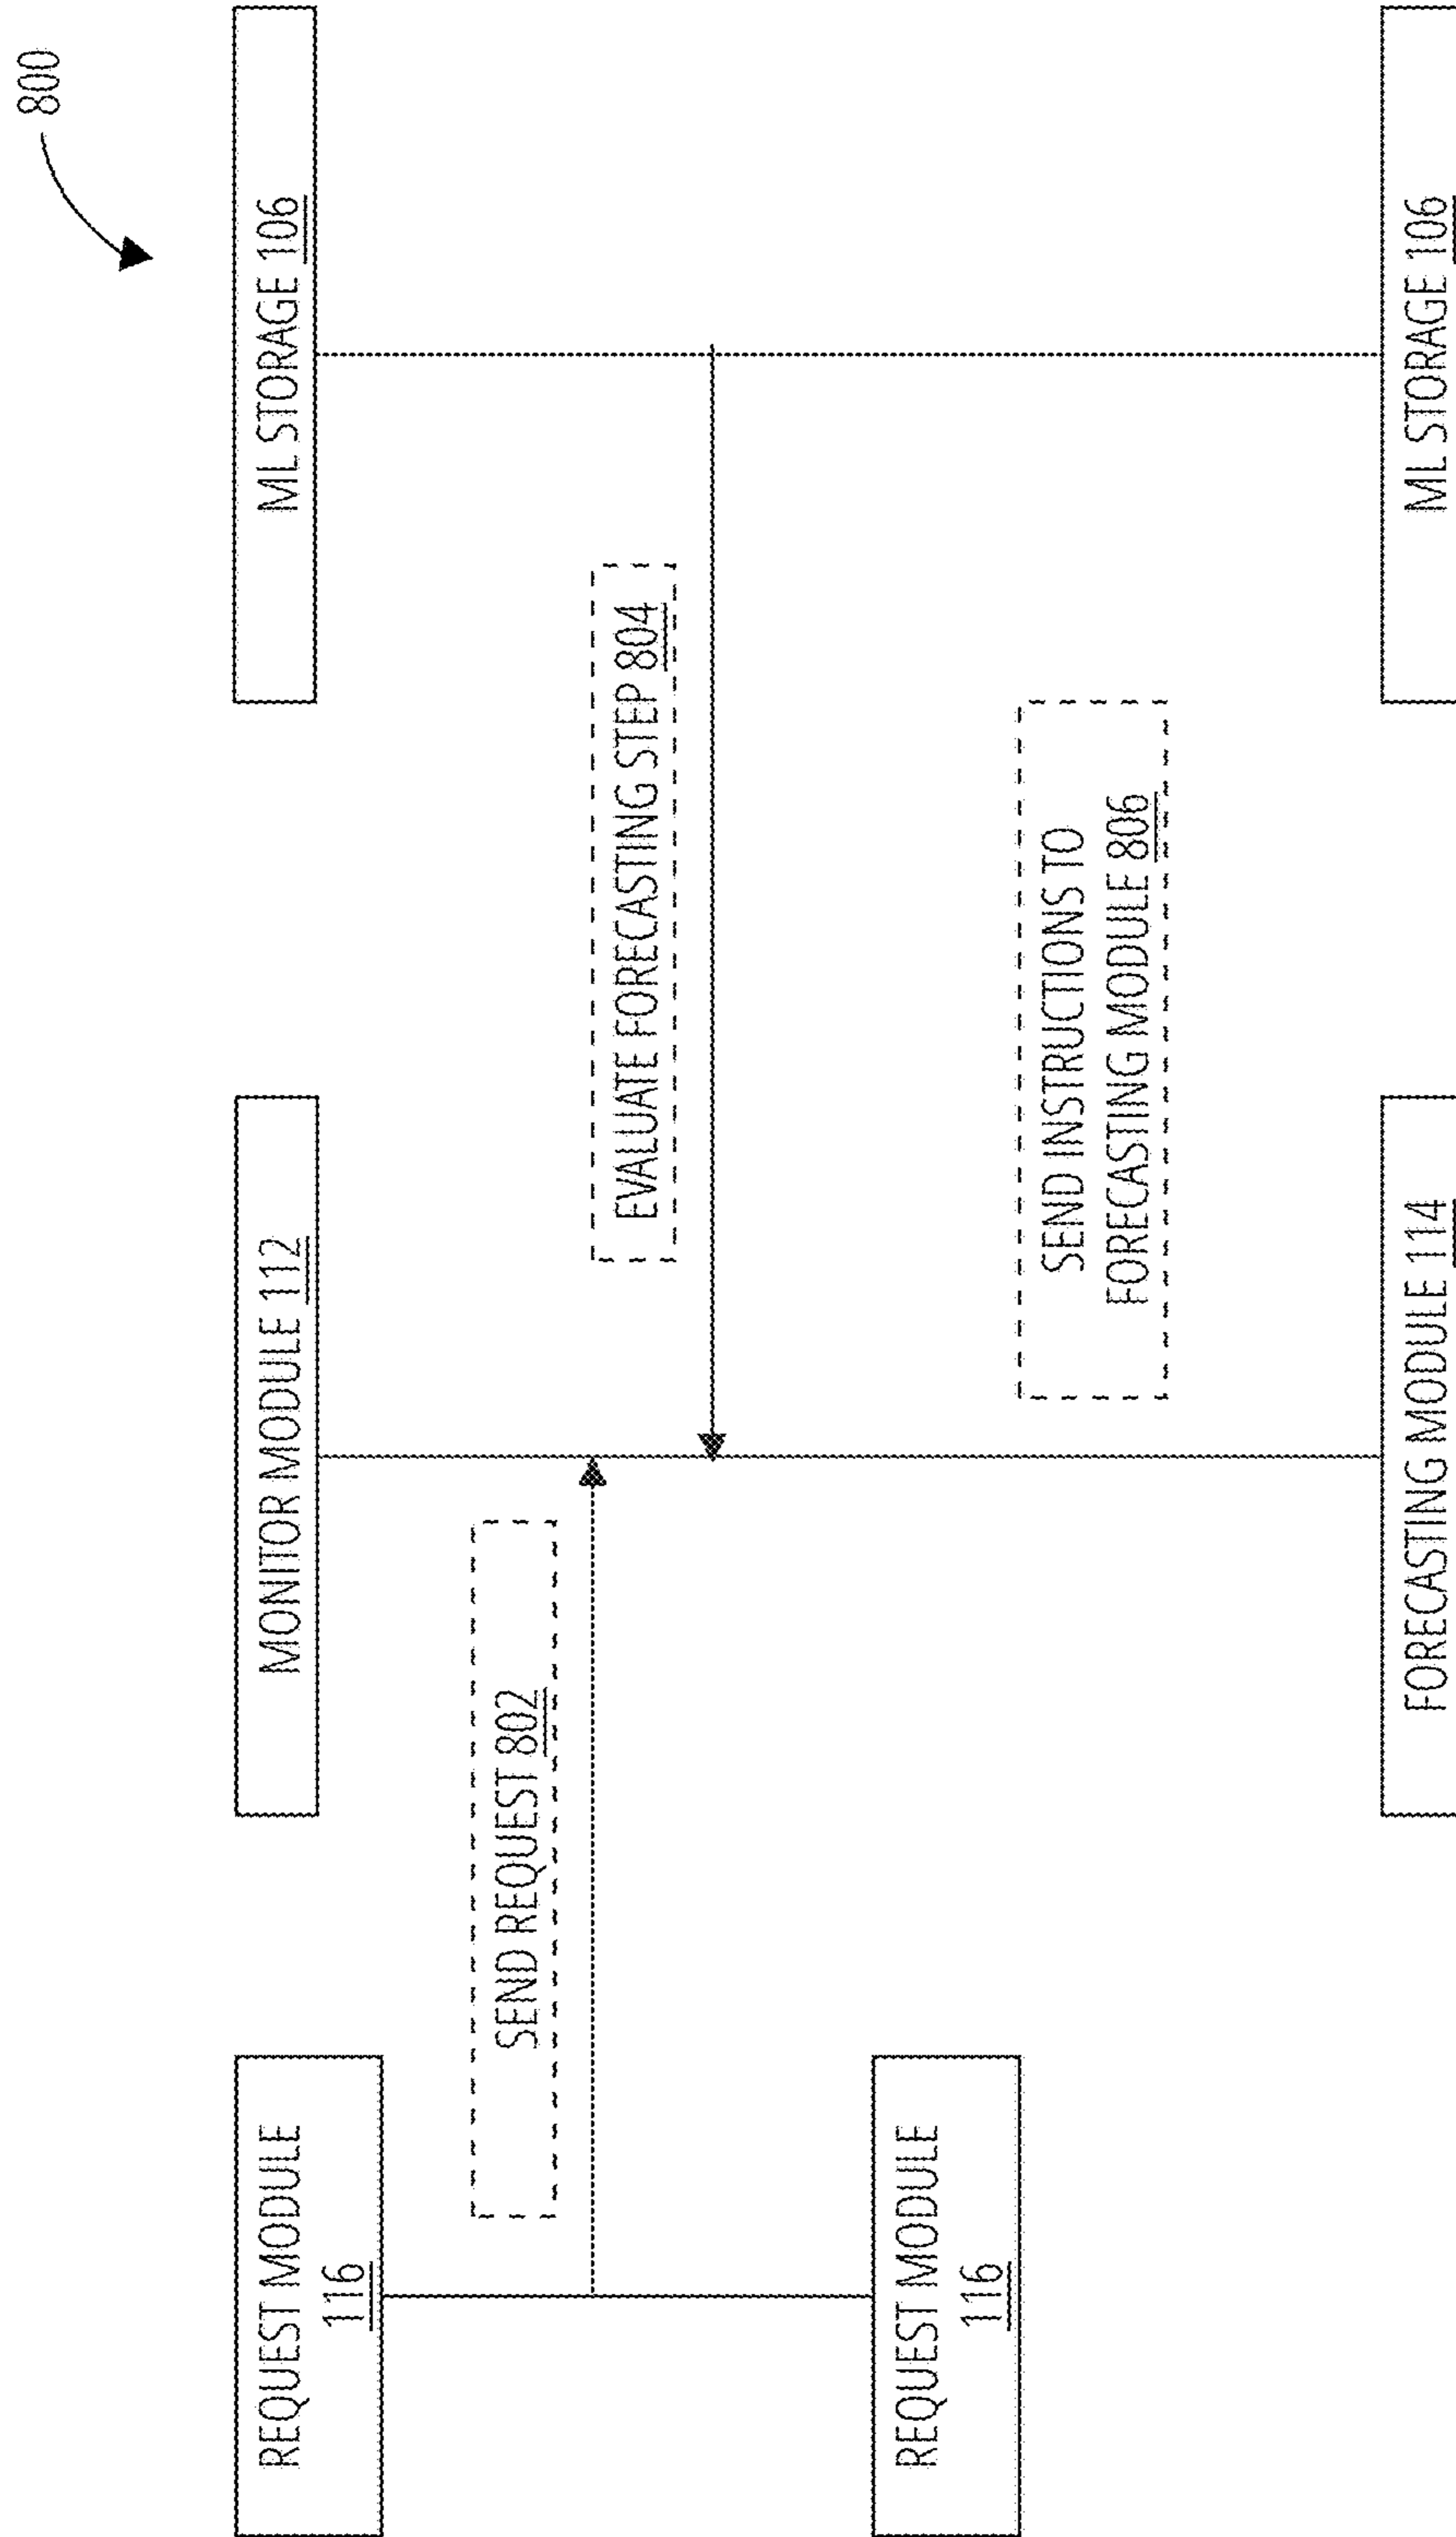 800
REQUEST MODULE
116
MONITOR MODULE 112
ML STORAGE 106
SEND REQUEST 802
EVALUATE FORECASTING STEP 804
REQUEST MODULE
116
SEND INSTRUCTIONS TO
FORECASTING MODULE 806
FORECASTING MODULE 114
ML STORAGE 106